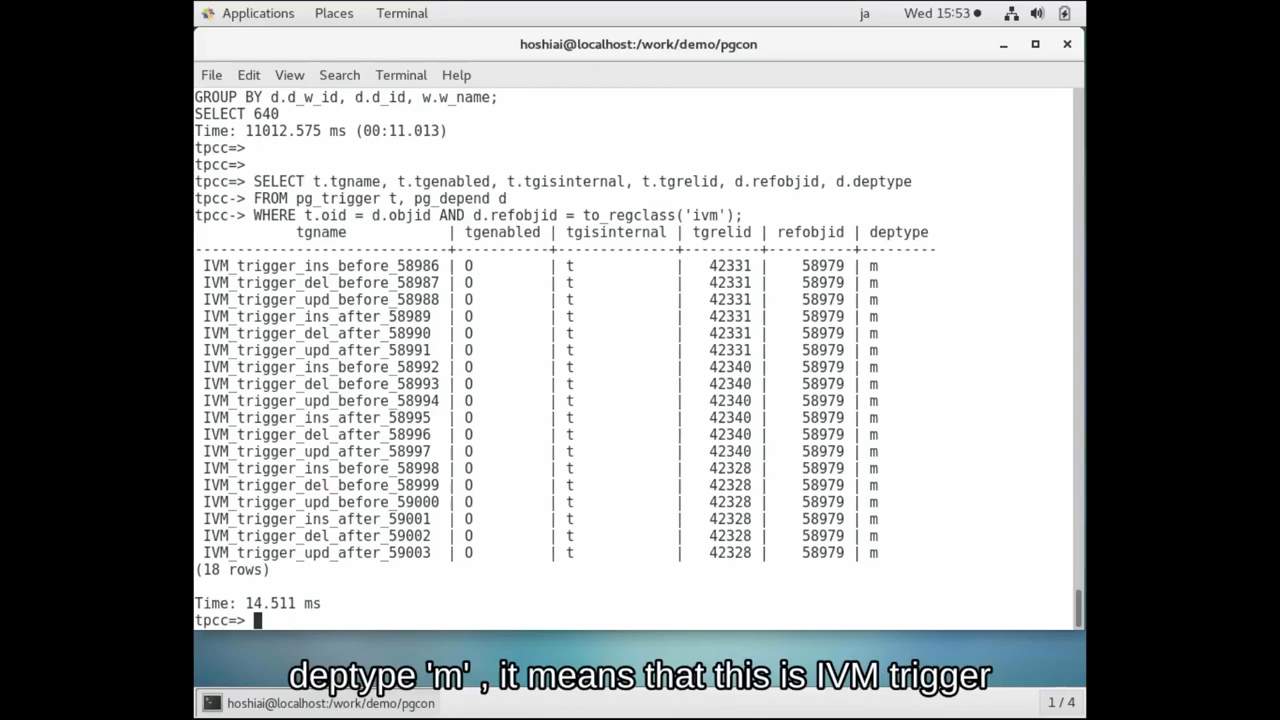 Applications Places Terminal ja Wed 15:53
hoshiai@localhost:/work/demo/pgcon
File Edit View Search Terminal Help
GROUP BY d.d_w_id, d.d_id, w.w_name;
SELECT 640
Time: 11012.575 ms (00:11.013)
tpcc=>
tpcc=>
tpcc=> SELECT t.tgname, t.tgenabled, t.tgisinternal, t.tgrelid, d.refobjid, d.deptype
tpcc-> FROM pg_trigger t, pg_depend d
tpcc-> WHERE t.oid = d.objid AND d.refobjid = to_regclass('ivm');
tgname | tgenabled | tgisinternal | tgrelid | refobjid | deptype
-----------------------------+-----------+--------------+---------+----------+---------
IVM_trigger_ins_before_58986 | O | t | 42331 | 58979 | m
IVM_trigger_del_before_58987 | O | t | 42331 | 58979 | m
IVM_trigger_upd_before_58988 | O | t | 42331 | 58979 | m
IVM_trigger_ins_after_58989 | O | t | 42331 | 58979 | m
IVM_trigger_del_after_58990 | O | t | 42331 | 58979 | m
IVM_trigger_upd_after_58991 | O | t | 42331 | 58979 | m
IVM_trigger_ins_before_58992 | O | t | 42340 | 58979 | m
IVM_trigger_del_before_58993 | O | t | 42340 | 58979 | m
IVM_trigger_upd_before_58994 | O | t | 42340 | 58979 | m
IVM_trigger_ins_after_58995 | O | t | 42340 | 58979 | m
IVM_trigger_del_after_58996 | O | t | 42340 | 58979 | m
IVM_trigger_upd_after_58997 | O | t | 42340 | 58979 | m
IVM_trigger_ins_before_58998 | O | t | 42328 | 58979 | m
IVM_trigger_del_before_58999 | O | t | 42328 | 58979 | m
IVM_trigger_upd_before_59000 | O | t | 42328 | 58979 | m
IVM_trigger_ins_after_59001 | O | t | 42328 | 58979 | m
IVM_trigger_del_after_59002 | O | t | 42328 | 58979 | m
IVM_trigger_upd_after_59003 | O | t | 42328 | 58979 | m
(18 rows)
Time: 14.511 ms
tpcc=>
deptype 'm' , it means that this is IVM trigger
hoshiai@localhost:/work/demo/pgcon 1 / 4